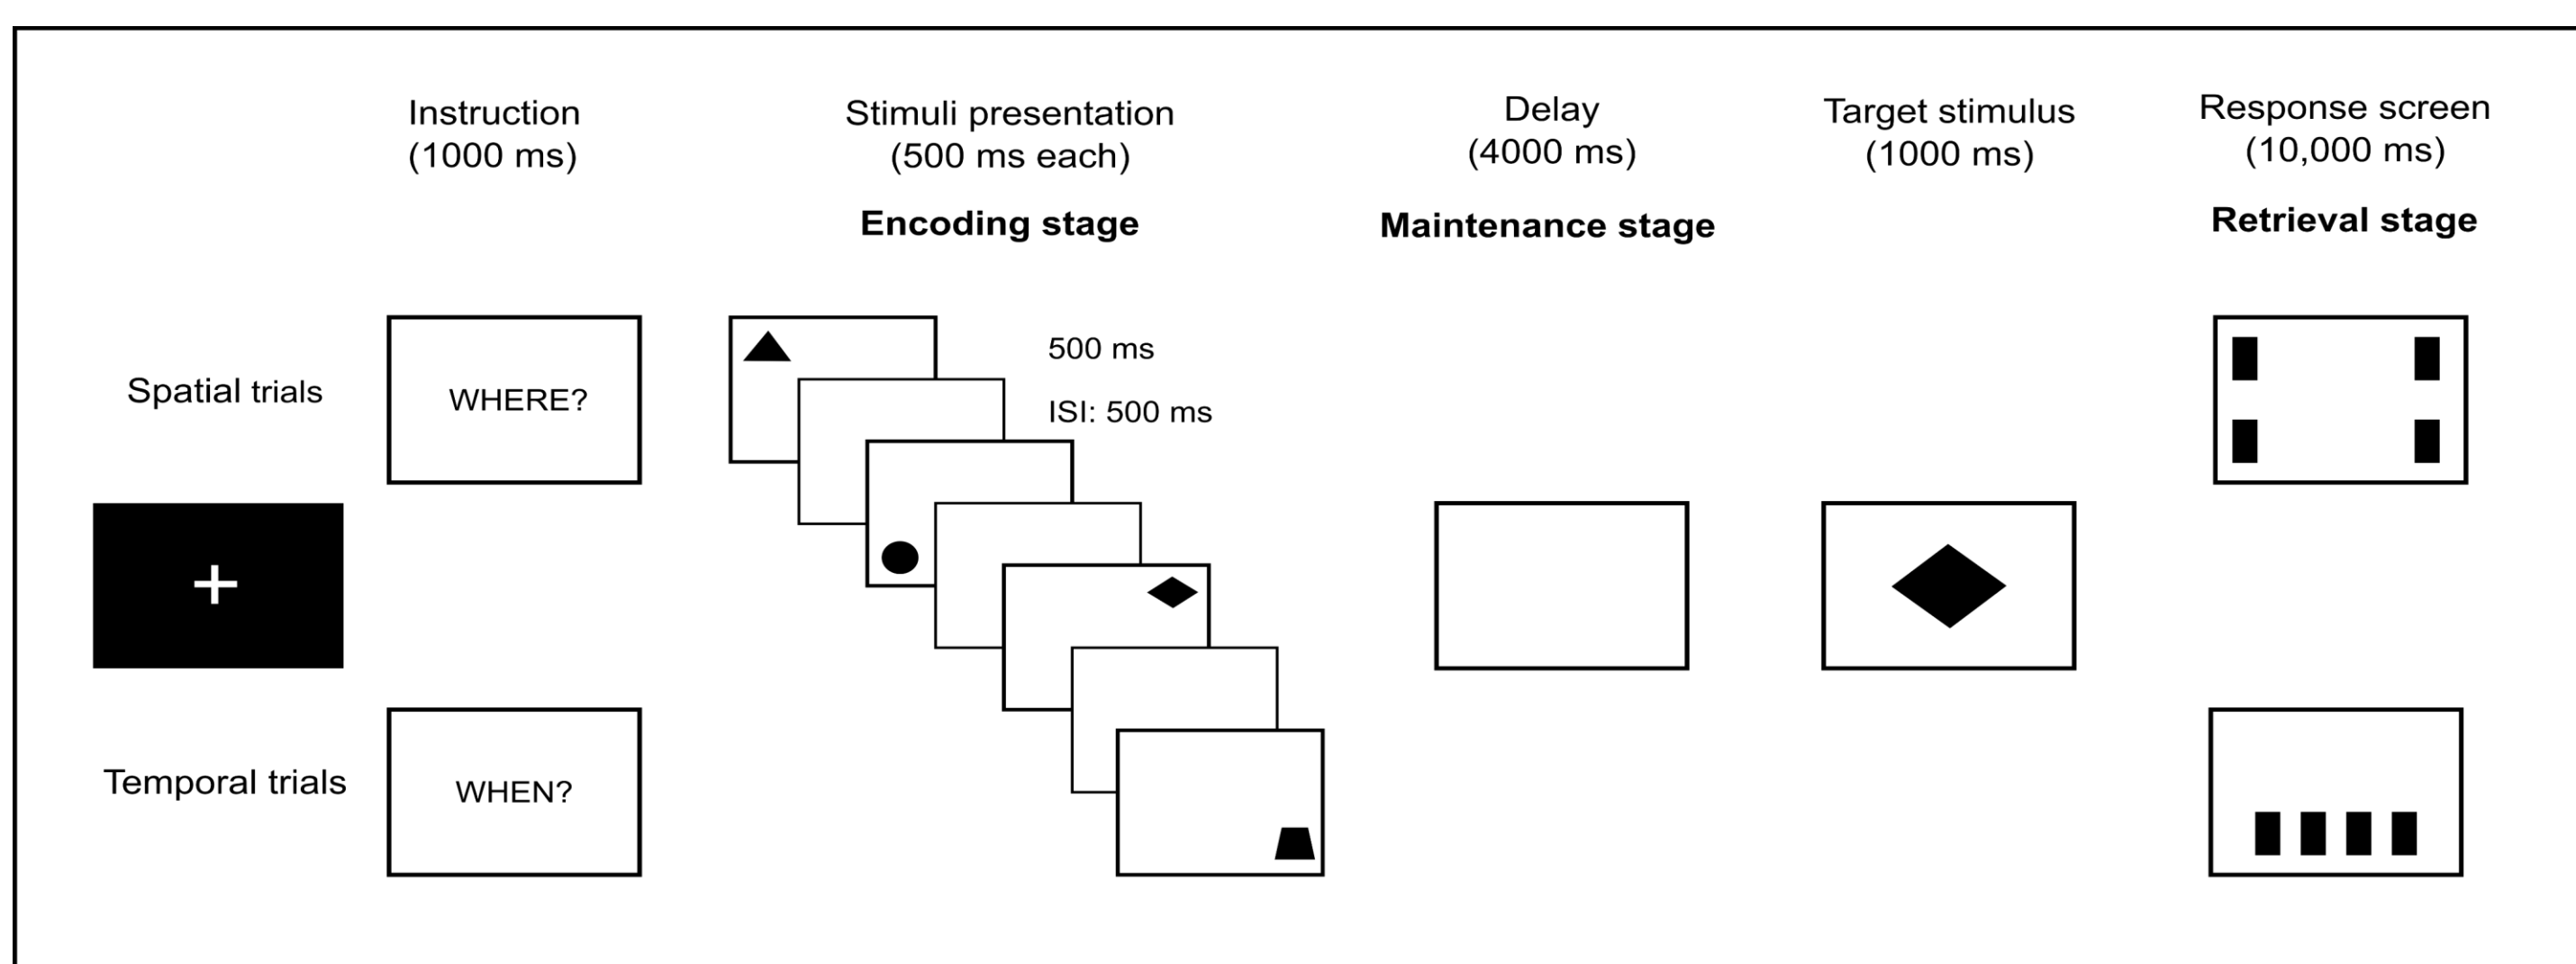 Instruction
(1000 ms)
Stimuli presentation
(500 ms each)
Encoding stage
Delay
(4000 ms)
Maintenance stage
Target stimulus
(1000 ms)
Response screen
(10,000 ms)
Retrieval stage
Spatial trials
WHERE?
500 ms
ISI: 500 ms
Temporal trials
WHEN?